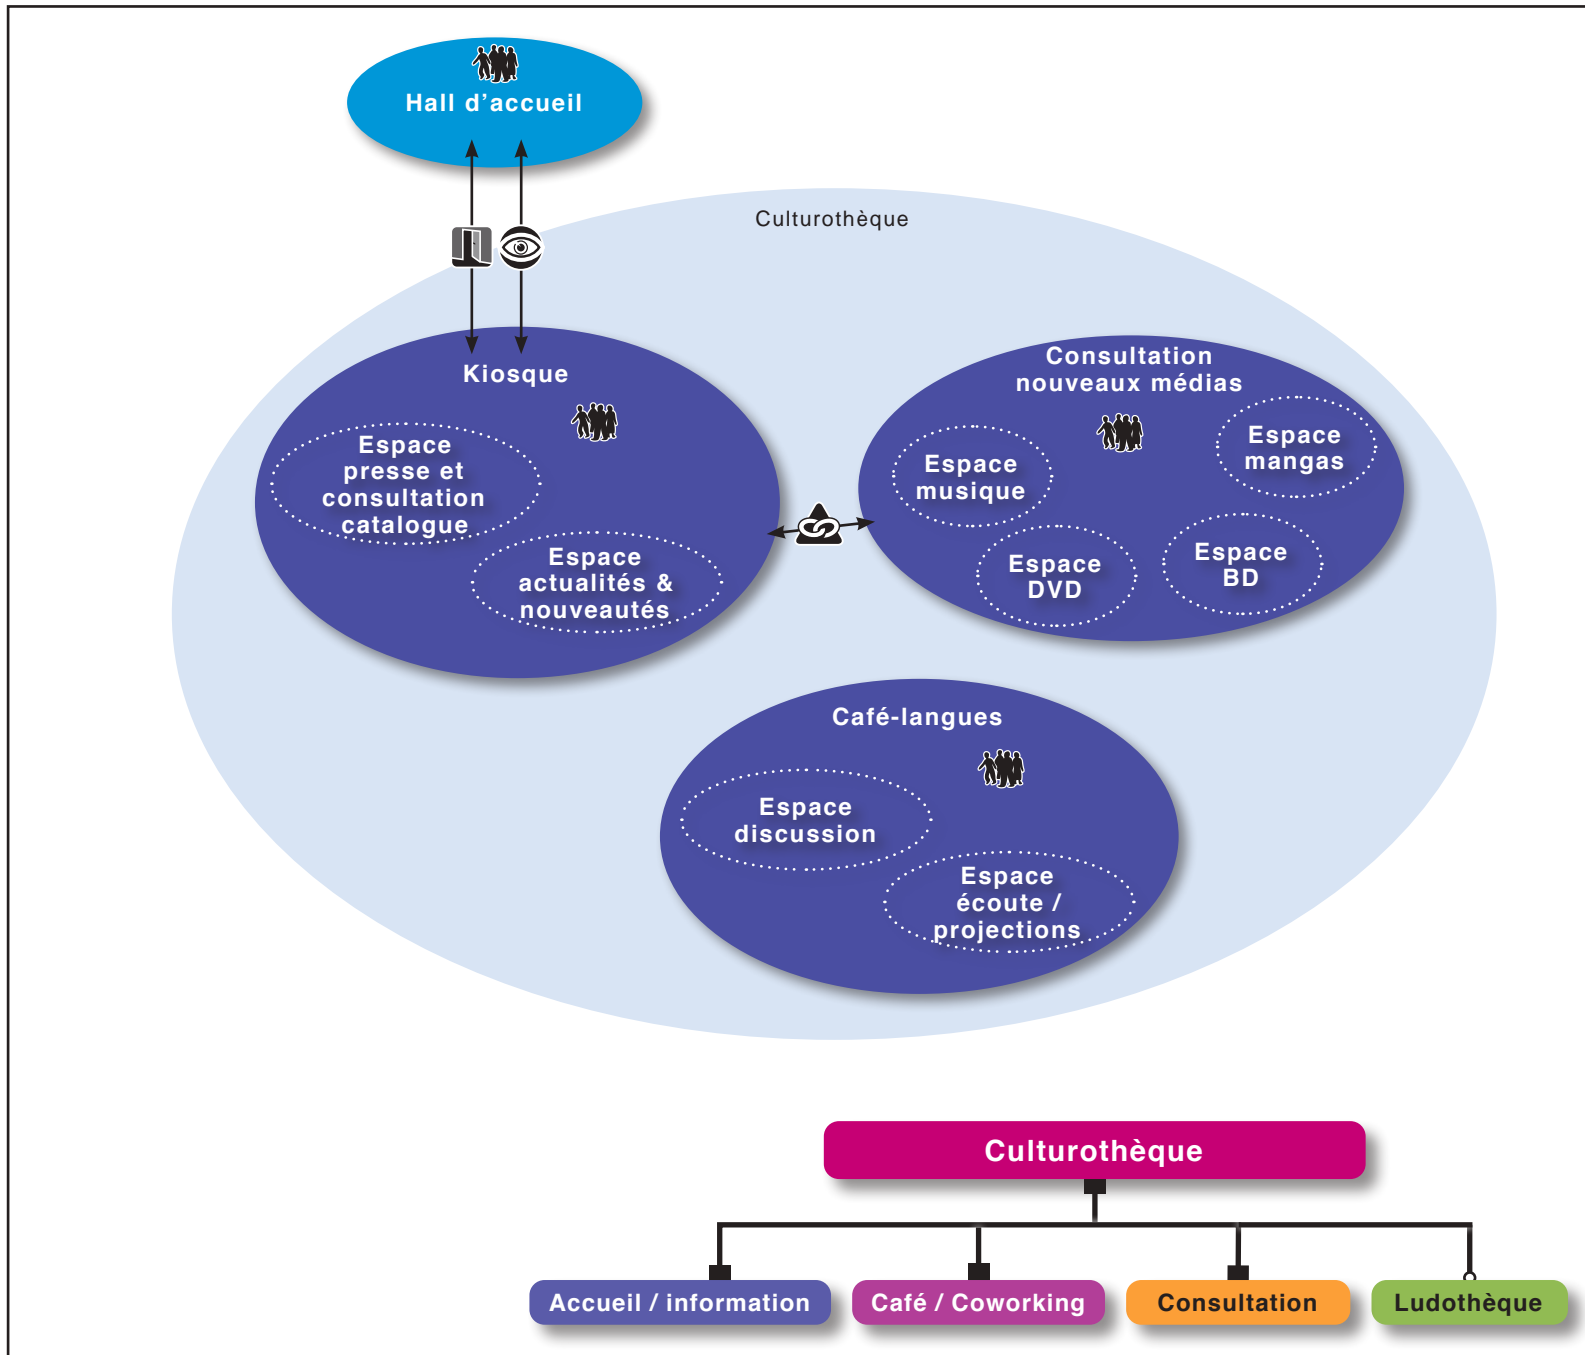 Hall d'accueil
Culturothèque
Kiosque
Espace
presse et
consultation
catalogue
Espace
actualités &
nouveautés
Consultation
nouveaux médias
Espace
musique
Espace
mangas
Espace
DVD
Espace
BD
Café-langues
Espace
discussion
Espace
écoute /
projections
Culturothèque
Accueil / information
Café / Coworking
Consultation
Ludothèque